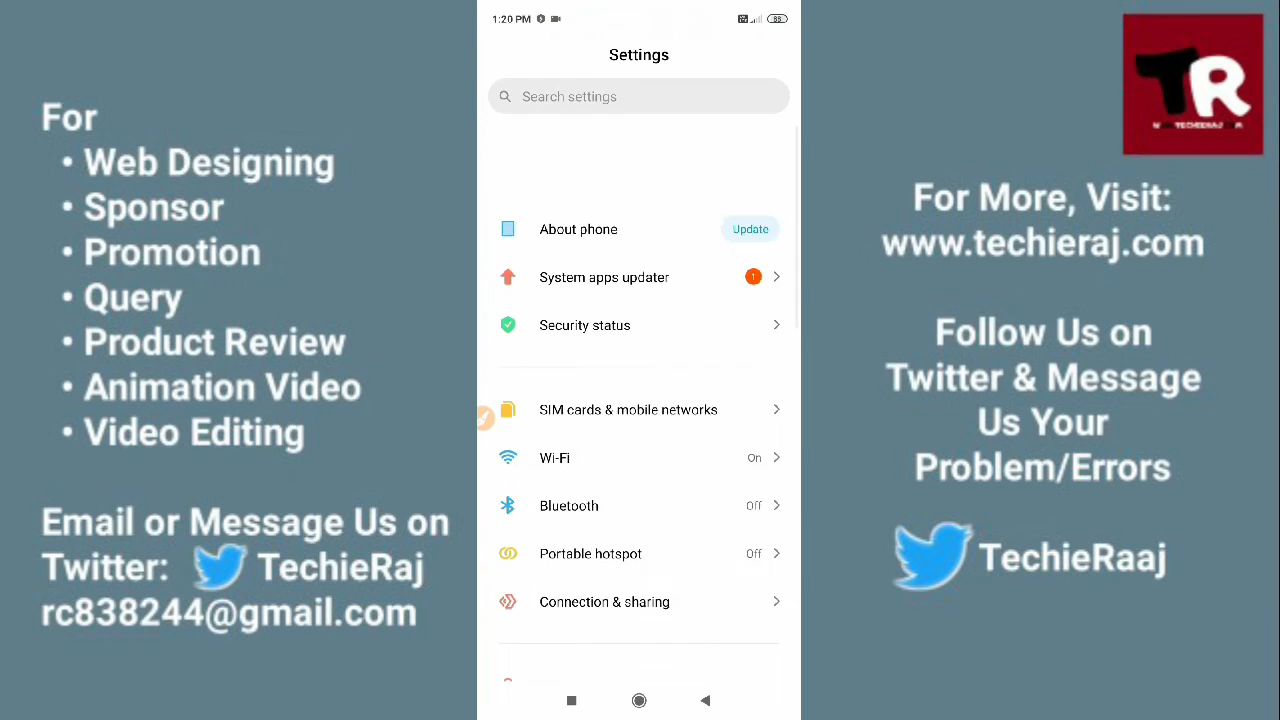 For
• Web Designing
• Sponsor
• Promotion
• Query
• Product Review
• Animation Video
• Video Editing
Email or Message Us on
Twitter: TechieRaj
rc838244@gmail.com
1:20 PM
88
Settings
Search settings
About phone
Update
System apps updater
1
Security status
SIM cards & mobile networks
Wi-Fi
On
Bluetooth
Off
Portable hotspot
Off
Connection & sharing
TR
For More, Visit:
www.techieraj.com
Follow Us on
Twitter & Message
Us Your
Problem/Errors
TechieRaaj